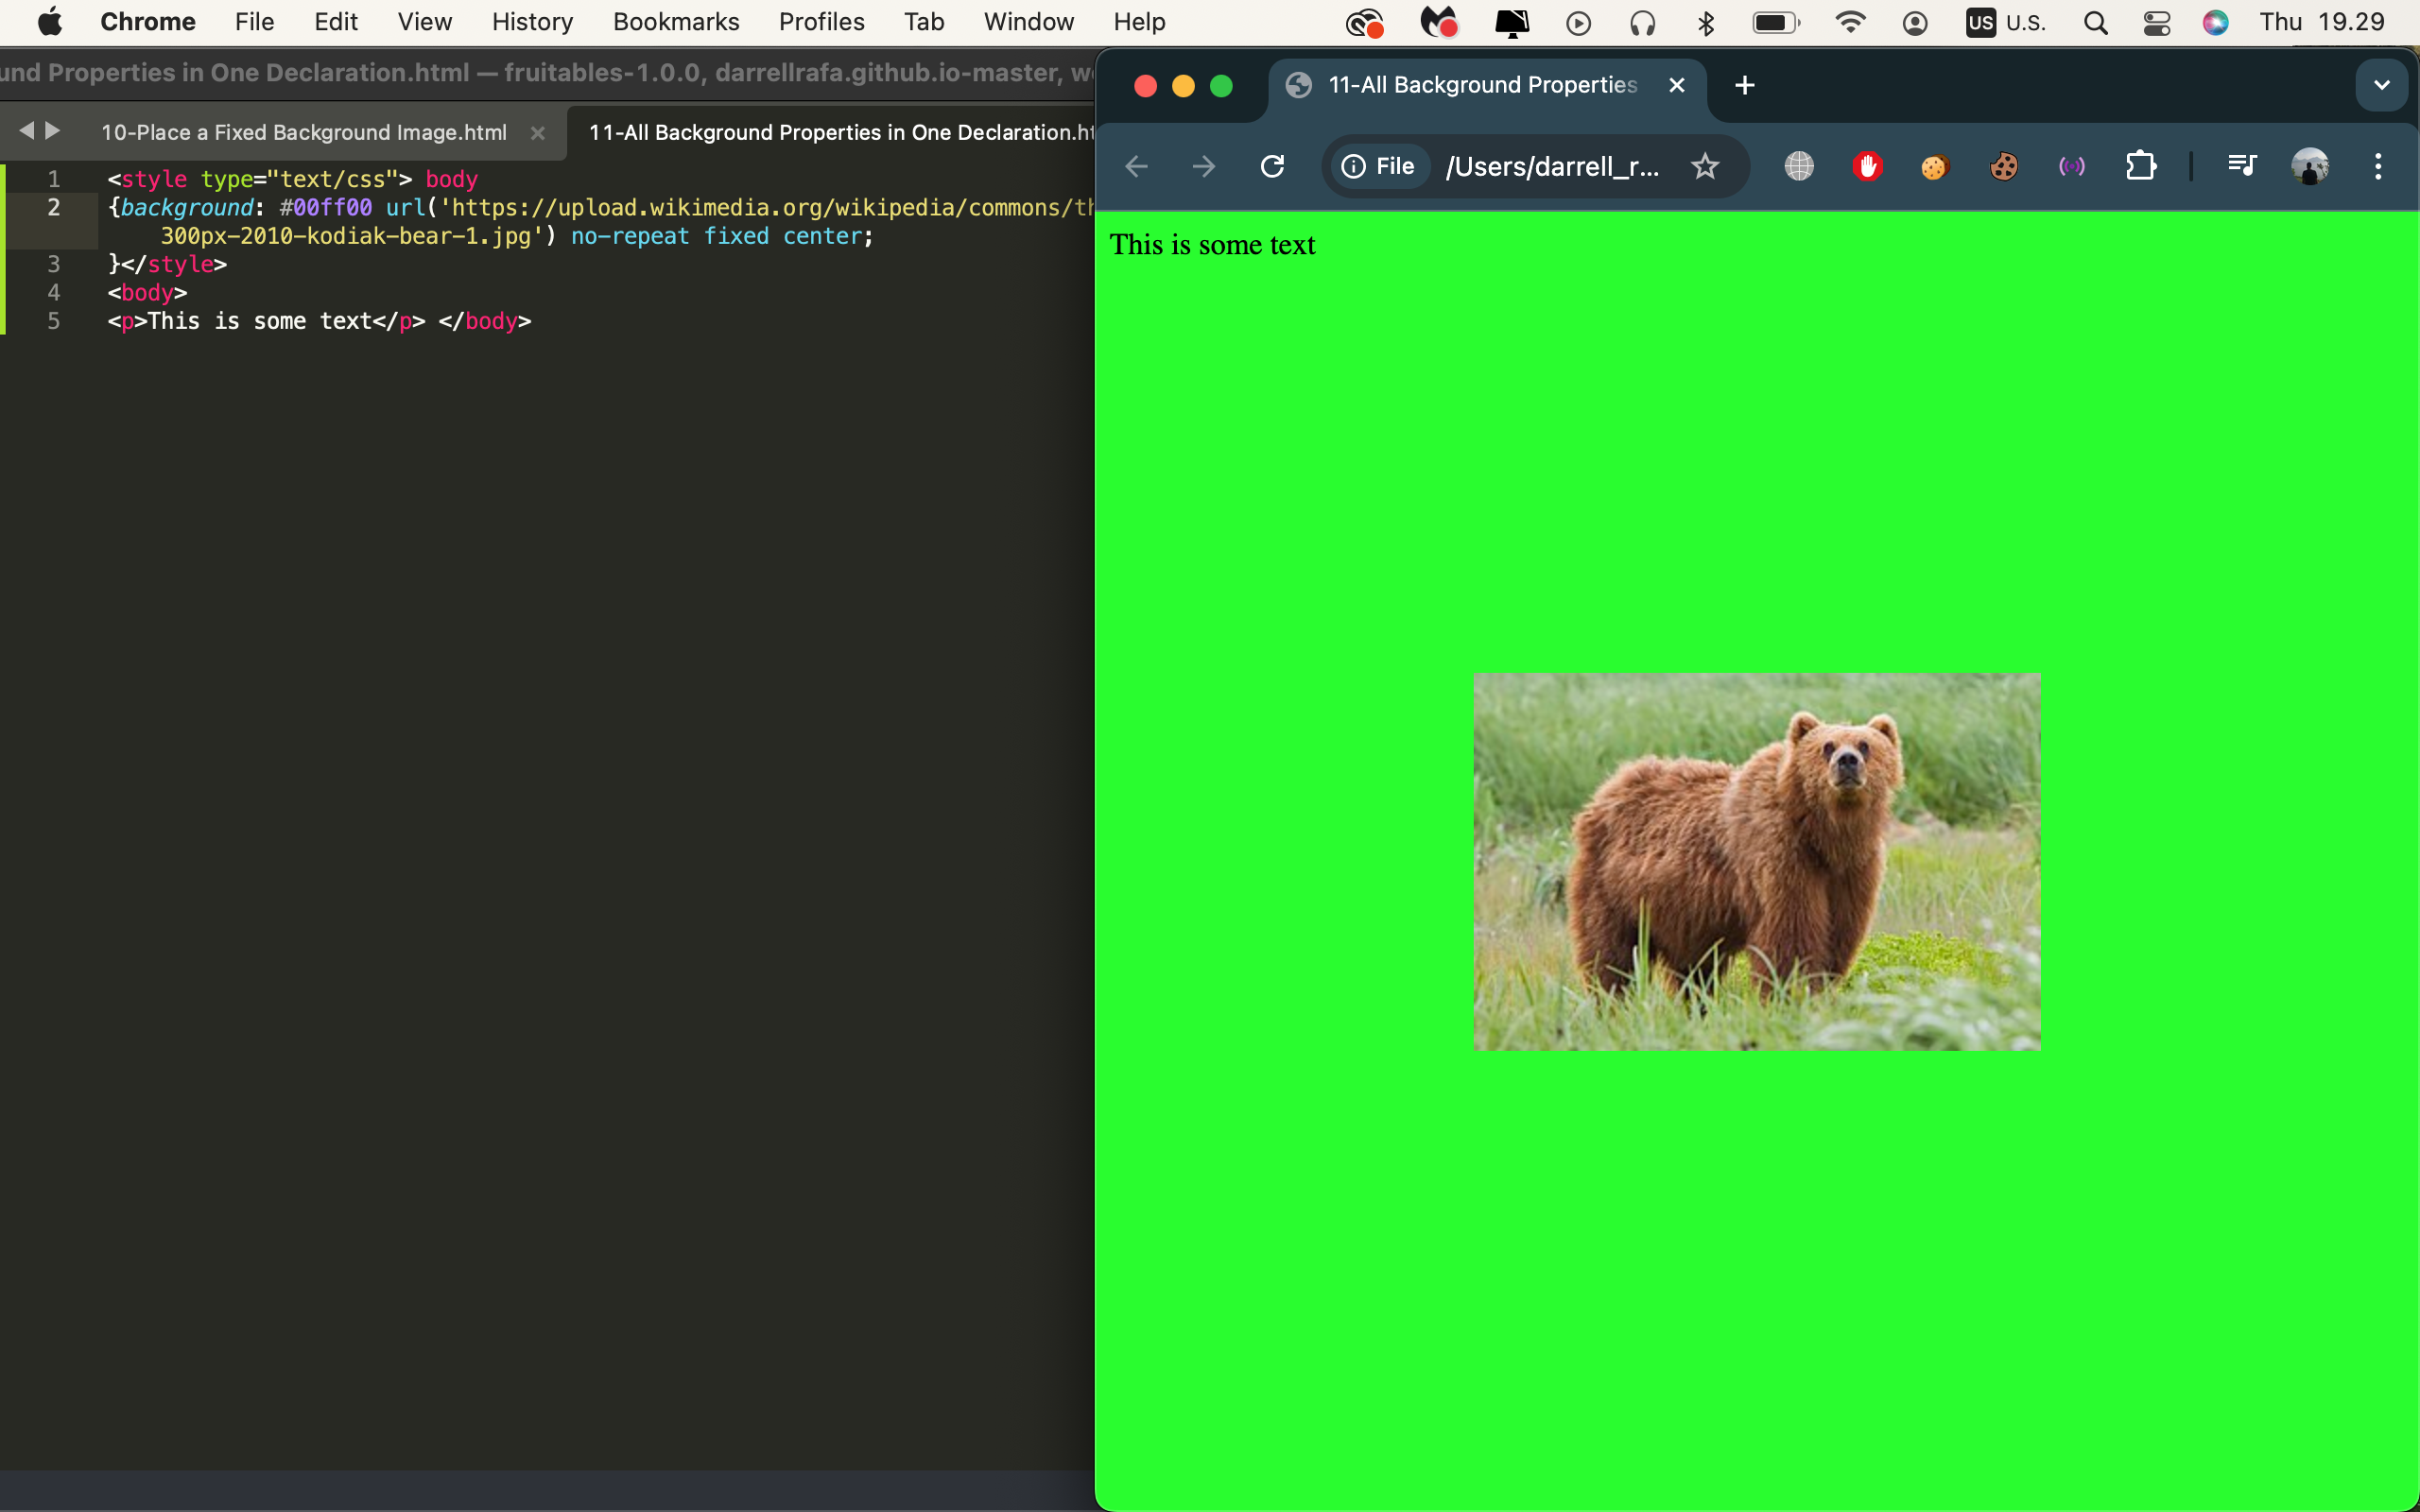 Chrome File Edit View History Bookmarks Profiles Tab Window Help US U.S. Thu 19.29
und Properties in One Declaration.html — fruitables-1.0.0, darrellrafa.github.io-master, w
10-Place a Fixed Background Image.html × 11-All Background Properties in One Declaration.ht
1 <style type="text/css"> body
2 {background: #00ff00 url('https://upload.wikimedia.org/wikipedia/commons/th
300px-2010-kodiak-bear-1.jpg') no-repeat fixed center;
3 }</style>
4 <body>
5 <p>This is some text</p> </body>
11-All Background Properties
File /Users/darrell_r...
This is some text